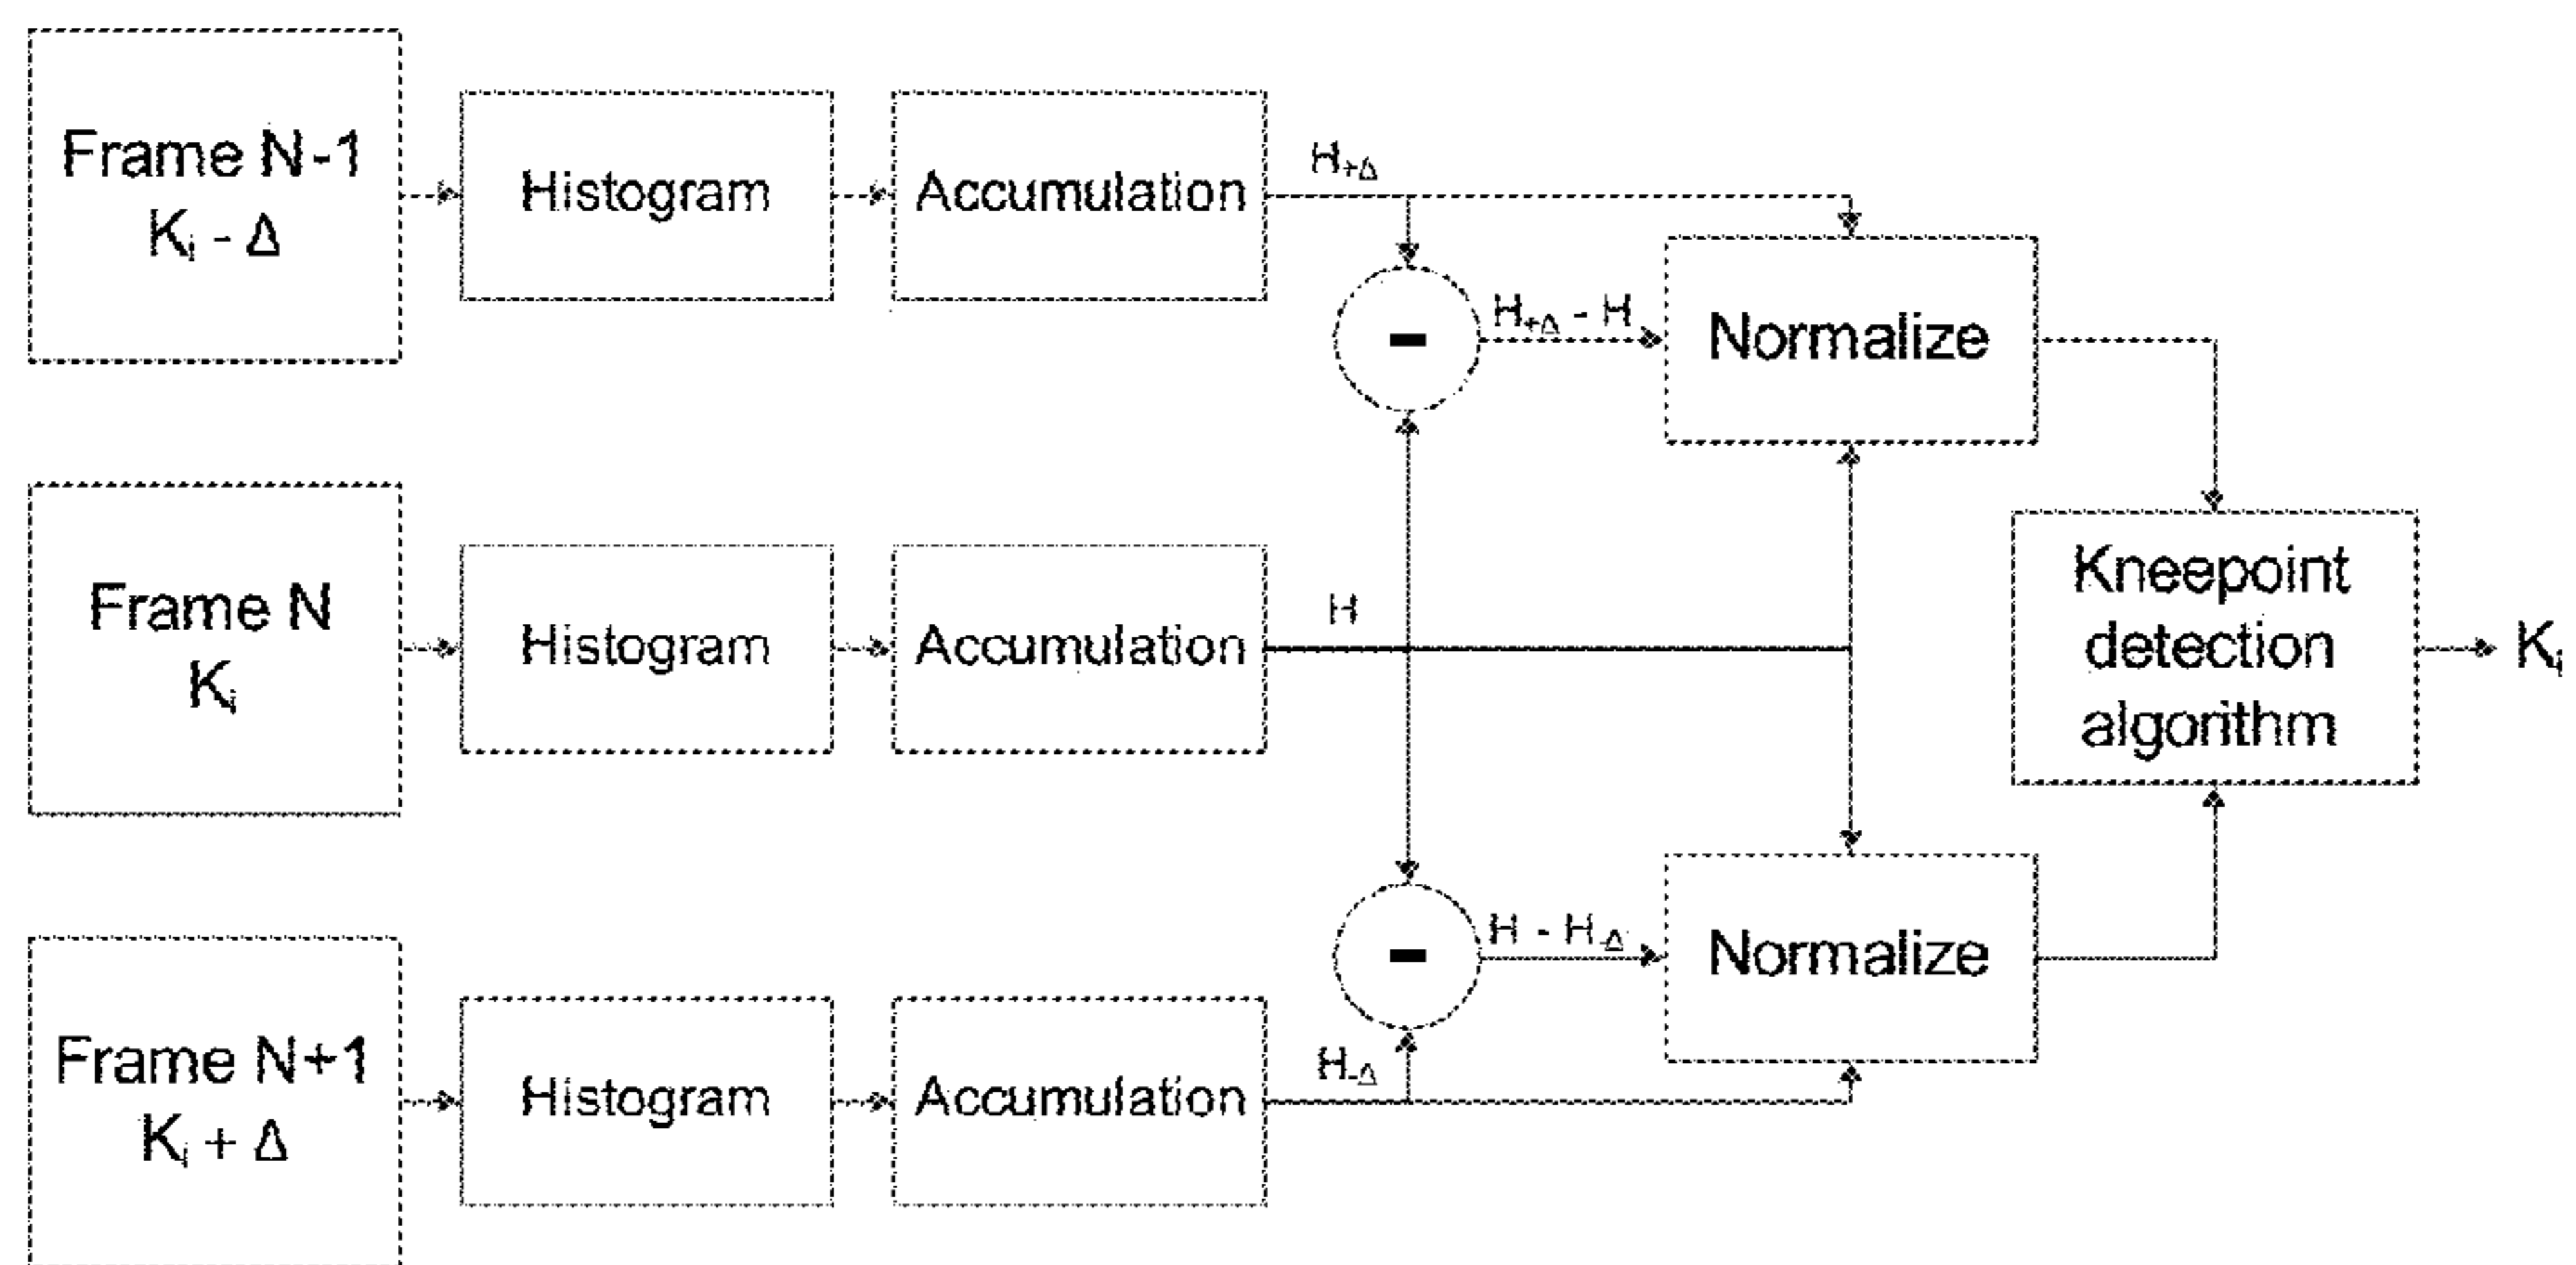 Frame N-1
Kᵢ - Δ
Histogram
Accumulation
H₊Δ
-
H₊Δ - H
Normalize
Frame N
Kᵢ
Histogram
Accumulation
H
Kneepoint
detection
algorithm
Kᵢ
Frame N+1
Kᵢ + Δ
Histogram
Accumulation
H₋Δ
-
H - H₋Δ
Normalize